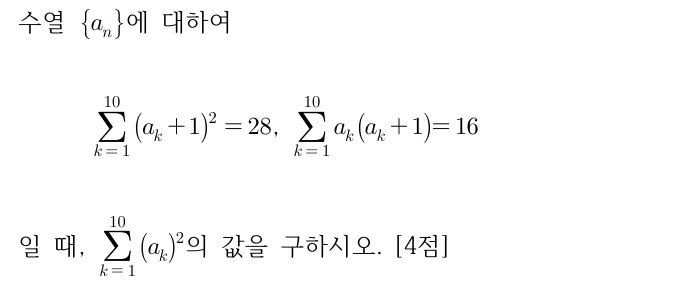 수열 {aₙ}에 대하여
∑_{k=1}^{10} (a_k + 1)² = 28, ∑_{k=1}^{10} a_k(a_k + 1) = 16
일 때, ∑_{k=1}^{10} (a_k)²의 값을 구하시오. [4점]